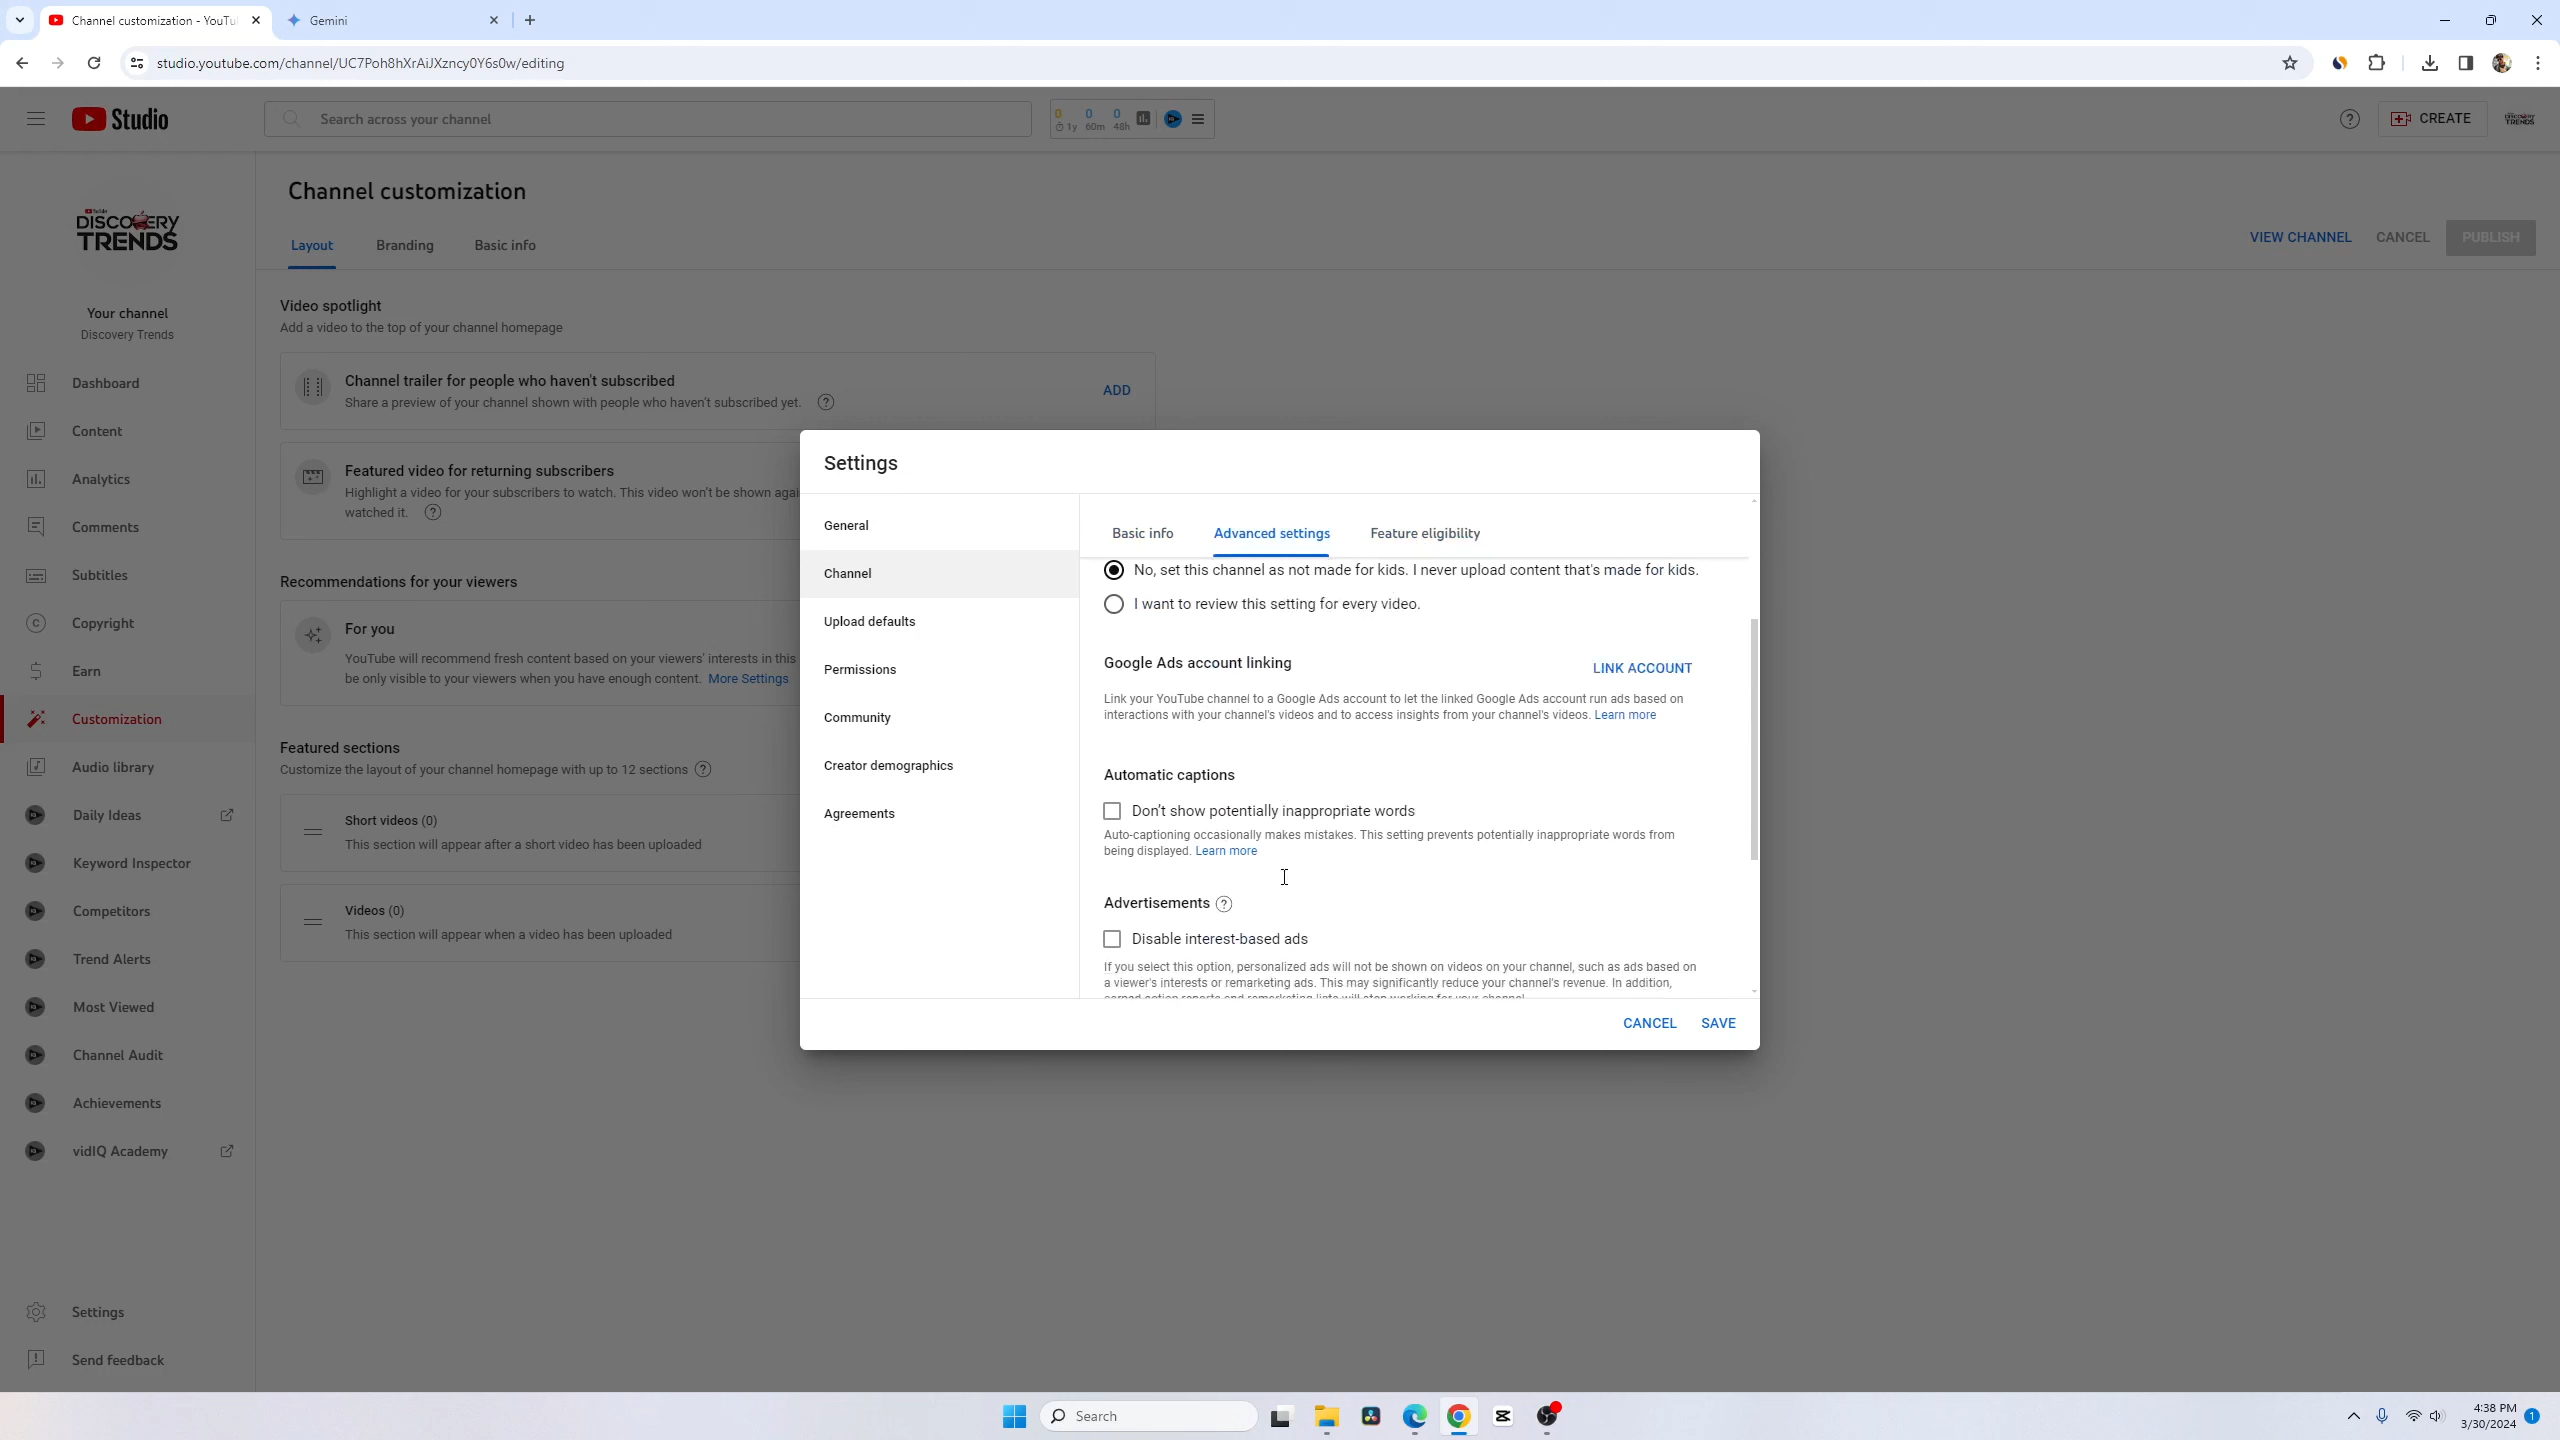 Channel customization - YouTu
Gemini
studio.youtube.com/channel/UC7Poh8hXrAiJXzncy0Y6s0w/editing
Studio
Search across your channel
0 0 0
1y 60m 48h
CREATE
DISCOVERY
TRENDS
Channel customization
Layout Branding Basic info
VIEW CHANNEL CANCEL PUBLISH
DISCOVERY
TRENDS
Your channel
Discovery Trends
Dashboard
Content
Analytics
Comments
Subtitles
Copyright
Earn
Customization
Audio library
Daily Ideas
Keyword Inspector
Competitors
Trend Alerts
Most Viewed
Channel Audit
Achievements
vidIQ Academy
Settings
Send feedback
Video spotlight
Add a video to the top of your channel homepage
Channel trailer for people who haven't subscribed
Share a preview of your channel shown with people who haven't subscribed yet.
ADD
Featured video for returning subscribers
Highlight a video for your subscribers to watch. This video won't be shown agai
watched it.
Recommendations for your viewers
For you
YouTube will recommend fresh content based on your viewers' interests in this
be only visible to your viewers when you have enough content. More Settings
Featured sections
Customize the layout of your channel homepage with up to 12 sections
Short videos (0)
This section will appear after a short video has been uploaded
Videos (0)
This section will appear when a video has been uploaded
Settings
General
Channel
Upload defaults
Permissions
Community
Creator demographics
Agreements
Basic info Advanced settings Feature eligibility
No, set this channel as not made for kids. I never upload content that's made for kids.
I want to review this setting for every video.
Google Ads account linking
LINK ACCOUNT
Link your YouTube channel to a Google Ads account to let the linked Google Ads account run ads based on
interactions with your channel's videos and to access insights from your channel's videos. Learn more
Automatic captions
Don't show potentially inappropriate words
Auto-captioning occasionally makes mistakes. This setting prevents potentially inappropriate words from
being displayed. Learn more
Advertisements
Disable interest-based ads
If you select this option, personalized ads will not be shown on videos on your channel, such as ads based on
a viewer's interests or remarketing ads. This may significantly reduce your channel's revenue. In addition,
earned action reports and remarketing lists will stop working for your channel.
CANCEL SAVE
Search
4:38 PM
3/30/2024
1